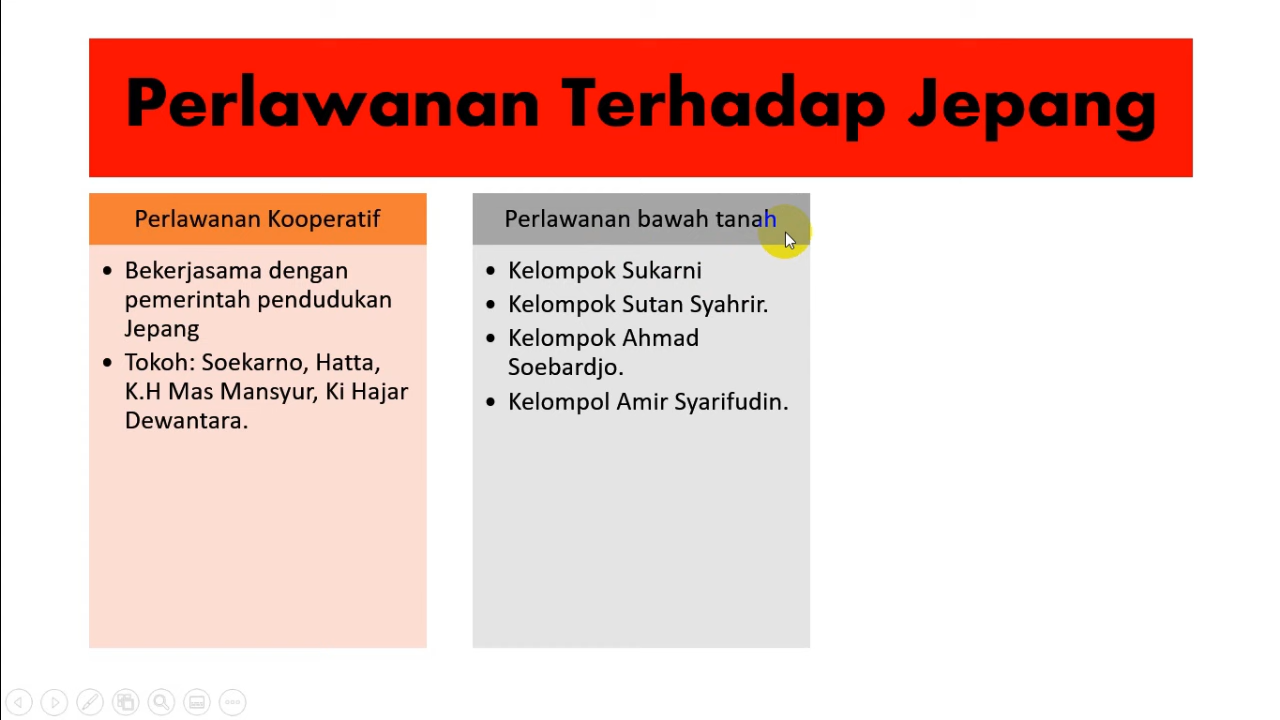 Perlawanan Terhadap Jepang
Perlawanan Kooperatif
• Bekerjasama dengan
pemerintah pendudukan
Jepang
• Tokoh: Soekarno, Hatta,
K.H Mas Mansyur, Ki Hajar
Dewantara.
Perlawanan bawah tanah
• Kelompok Sukarni
• Kelompok Sutan Syahrir.
• Kelompok Ahmad
Soebardjo.
• Kelompol Amir Syarifudin.